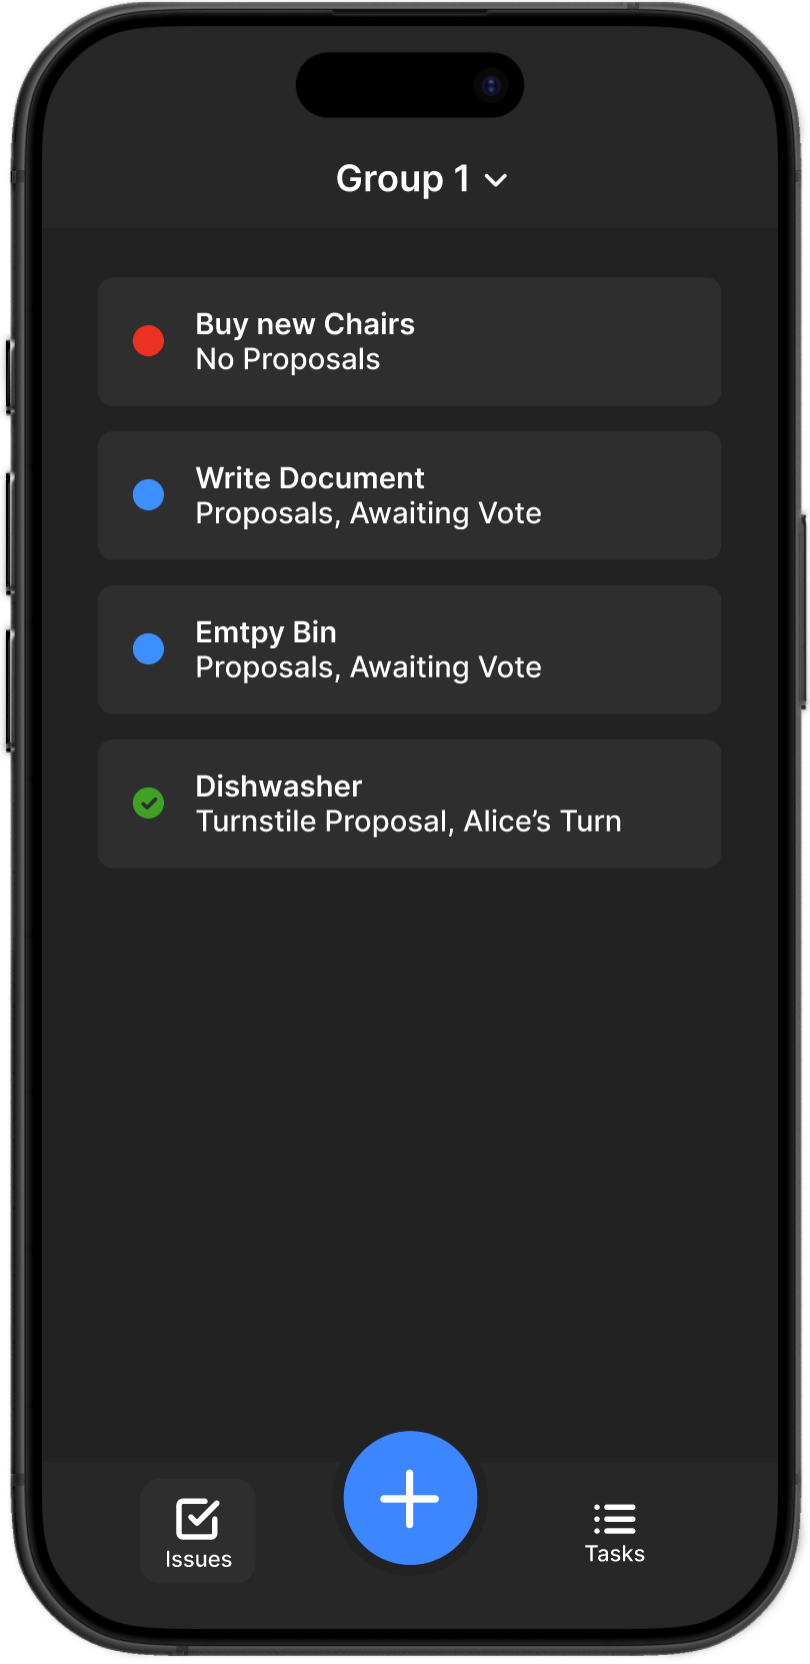 Group 1
Buy new Chairs
No Proposals
Write Document
Proposals, Awaiting Vote
Emtpy Bin
Proposals, Awaiting Vote
Dishwasher
Turnstile Proposal, Alice’s Turn
Issues
Tasks